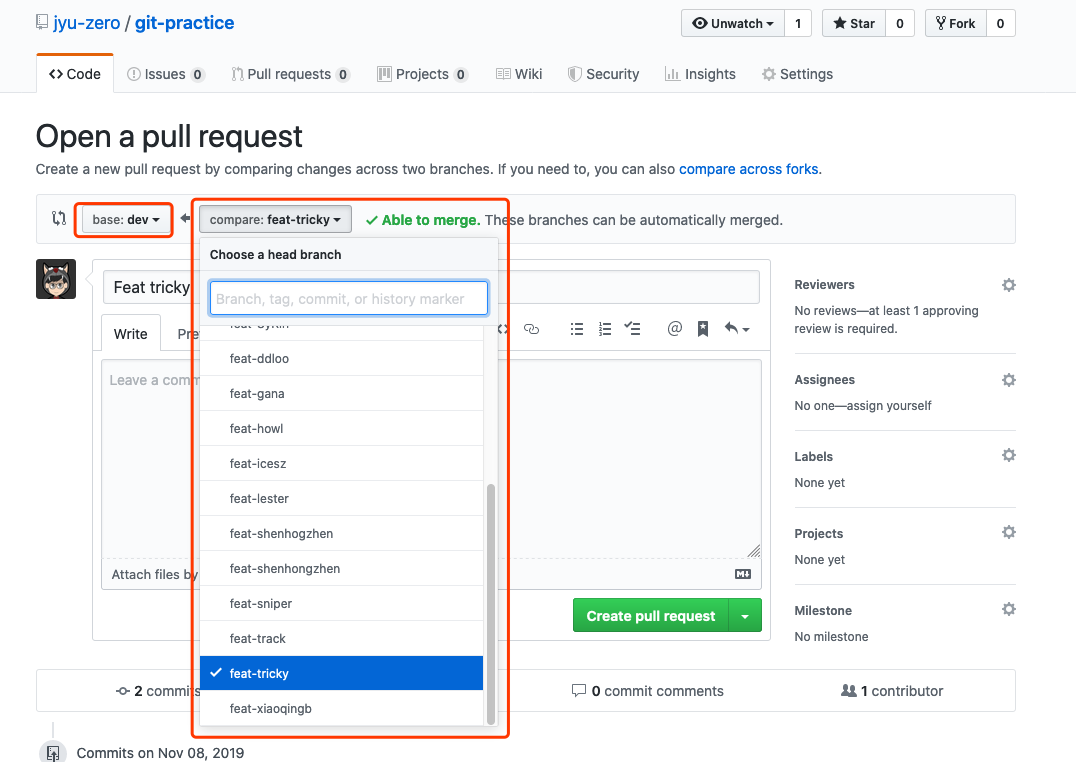 jyu-zero / git-practice
Unwatch 1 Star 0 Fork 0
Code Issues 0 Pull requests 0 Projects 0 Wiki Security Insights Settings
Open a pull request
Create a new pull request by comparing changes across two branches. If you need to, you can also compare across forks.
base: dev compare: feat-tricky Able to merge. These branches can be automatically merged.
Choose a head branch
Branch, tag, commit, or history marker
feat-ddloo
feat-gana
feat-howl
feat-icesz
feat-lester
feat-shenhogzhen
feat-shenhongzhen
feat-sniper
feat-track
feat-tricky
feat-xiaoqingb
Feat tricky
Write Pre
Leave a comm
Attach files by
Create pull request
Reviewers
No reviews—at least 1 approving
review is required.
Assignees
No one—assign yourself
Labels
None yet
Projects
None yet
Milestone
No milestone
2 commits 0 commit comments 1 contributor
Commits on Nov 08, 2019